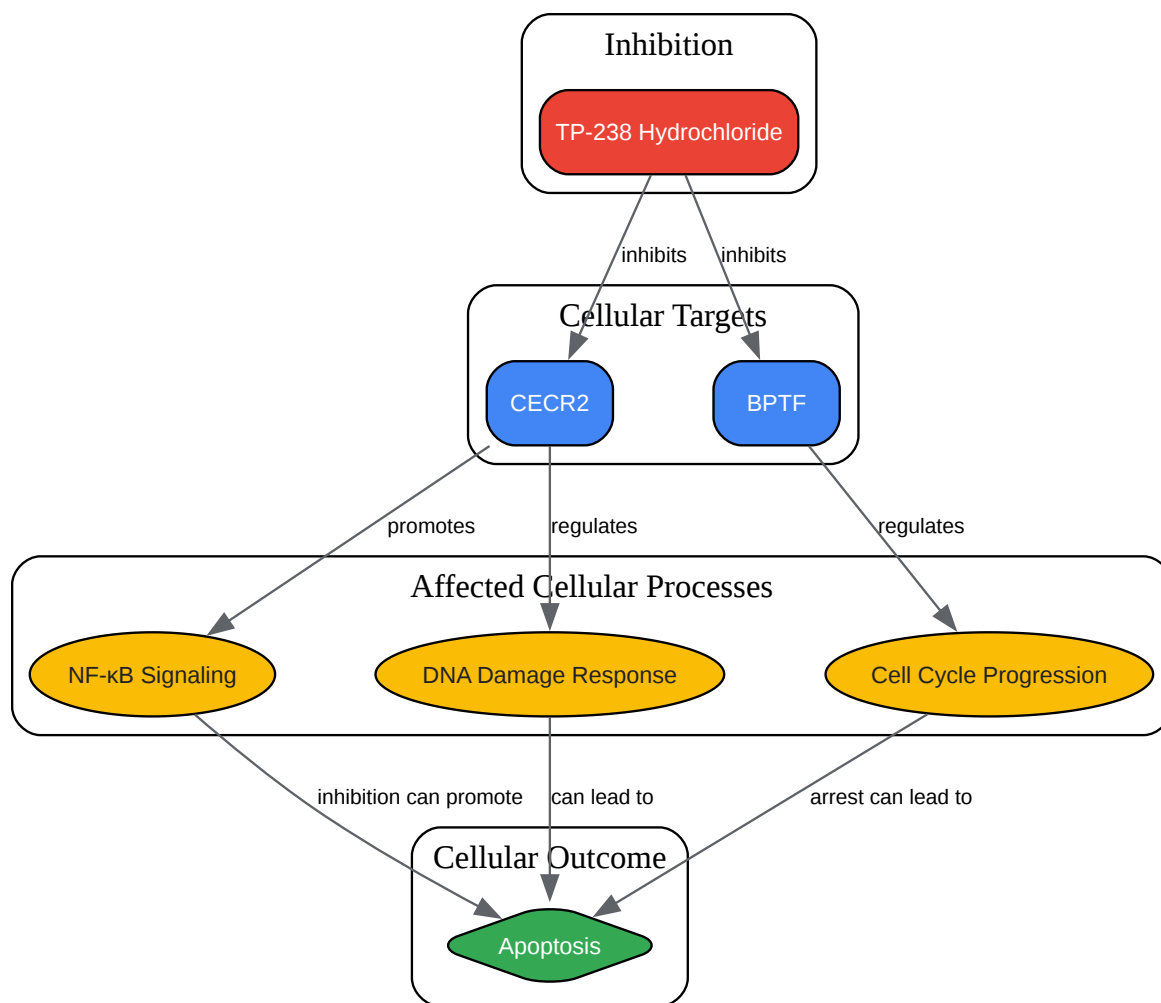 Inhibition
TP-238 Hydrochloride
inhibits
inhibits
Cellular Targets
CECR2
BPTF
promotes
regulates
regulates
Affected Cellular Processes
NF-κB Signaling
DNA Damage Response
Cell Cycle Progression
inhibition can promote
can lead to
arrest can lead to
Cellular Outcome
Apoptosis